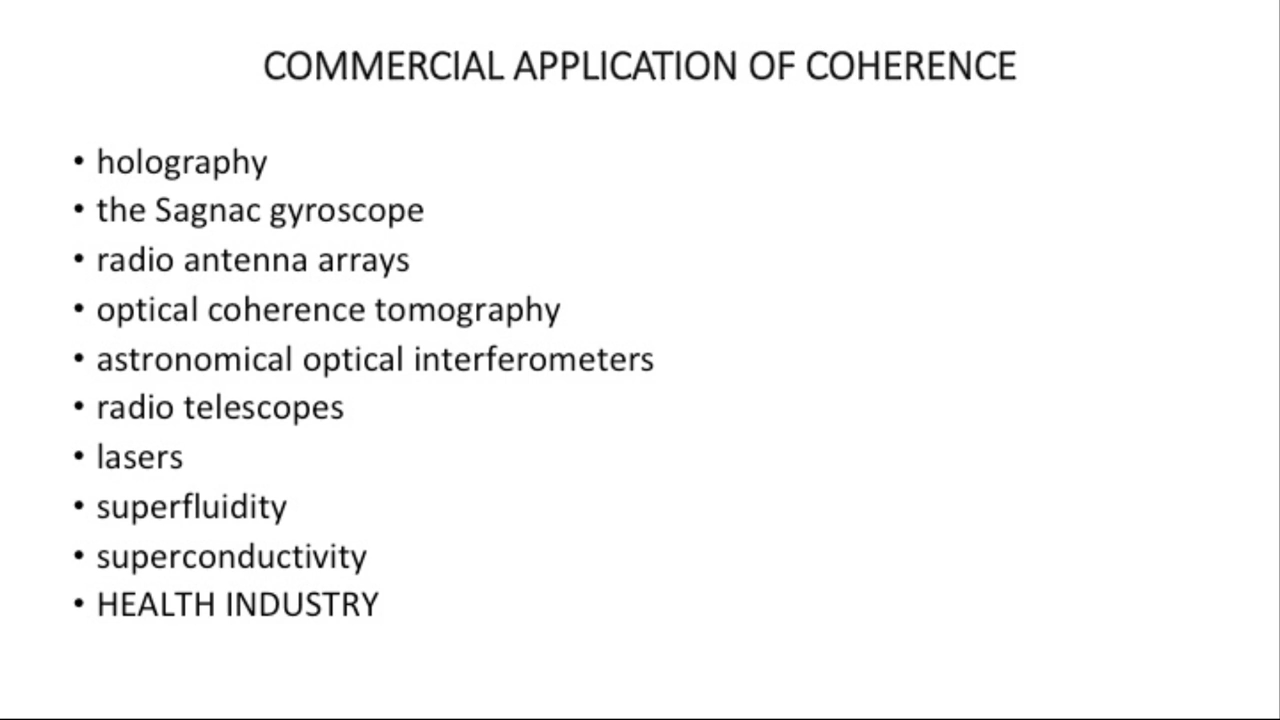 COMMERCIAL APPLICATION OF COHERENCE
• holography
• the Sagnac gyroscope
• radio antenna arrays
• optical coherence tomography
• astronomical optical interferometers
• radio telescopes
• lasers
• superfluidity
• superconductivity
• HEALTH INDUSTRY